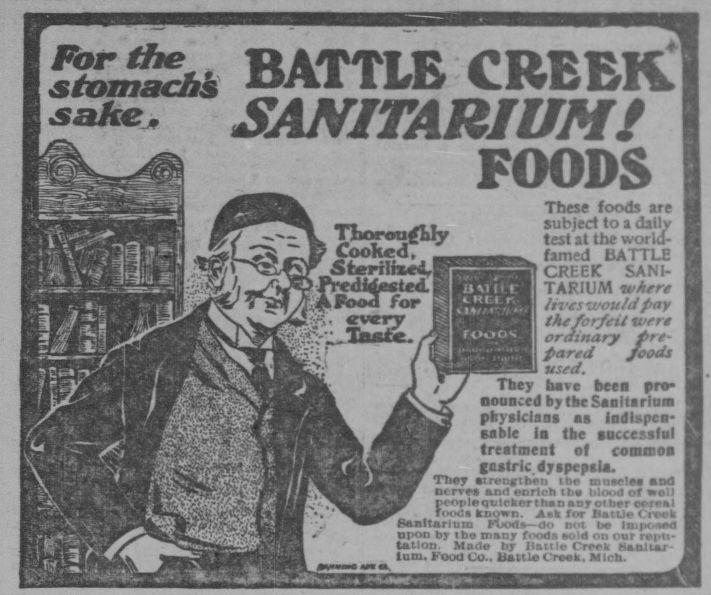 For the
stomach's
sake.
BATTLE CREEK
SANITARIUM!
FOODS
Thoroughly
Cooked,
Sterilized,
Predigested.
A Food for
every
Taste.
BATTLE
CREEK
SANITARIUM
FOODS
These foods are
subject to a daily
test at the world-
famed BATTLE
CREEK SANI-
TARIUM where
lives would pay
the forfeit were
ordinary pre-
pared foods
used.
They have been pro-
nounced by the Sanitarium
physicians as indispen-
sable in the successful
treatment of common
gastric dyspepsia.
They strengthen the muscles and
nerves and enrich the blood of well
people quicker than any other cereal
foods known. Ask for Battle Creek
Sanitarium Foods—do not be imposed
upon by the many foods sold on our repu-
tation. Made by Battle Creek Sanitar-
ium, Food Co., Battle Creek, Mich.